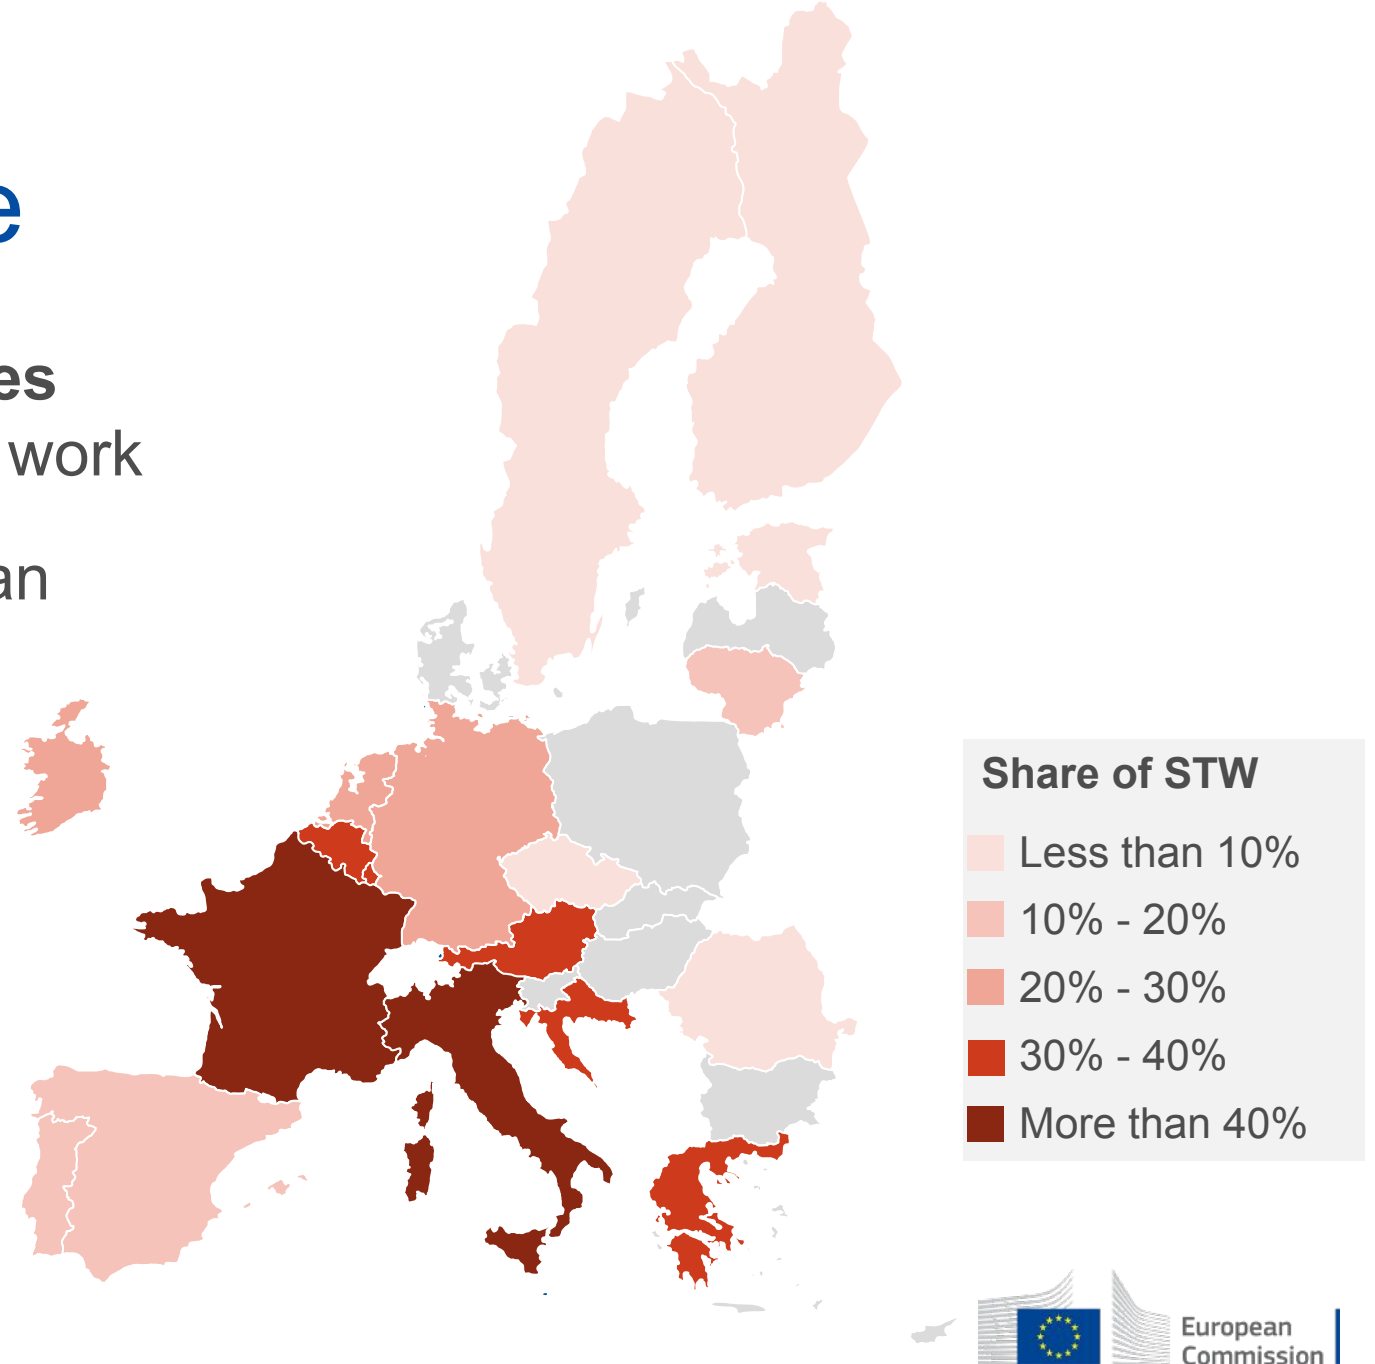 e
es
work
an
Share of STW
Less than 10%
10% - 20%
20% - 30%
30% - 40%
More than 40%
European
Commission